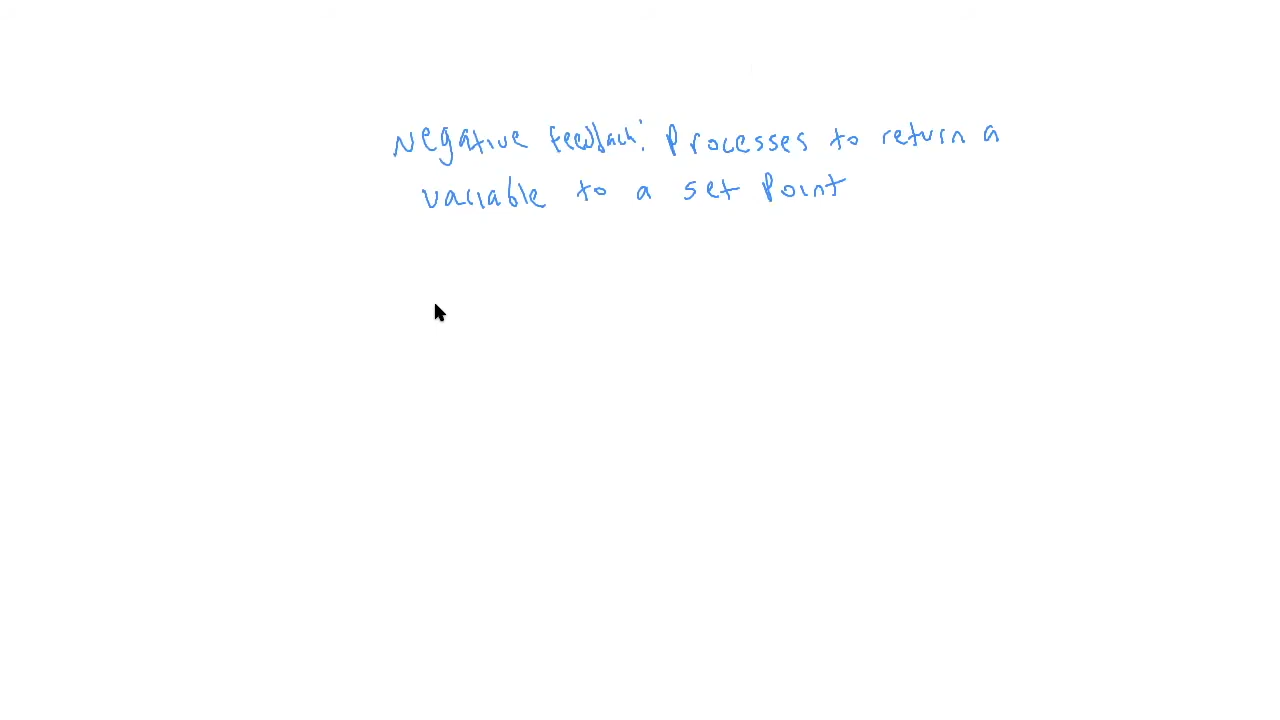 Negative feedback: Processes to return a
variable to a set point